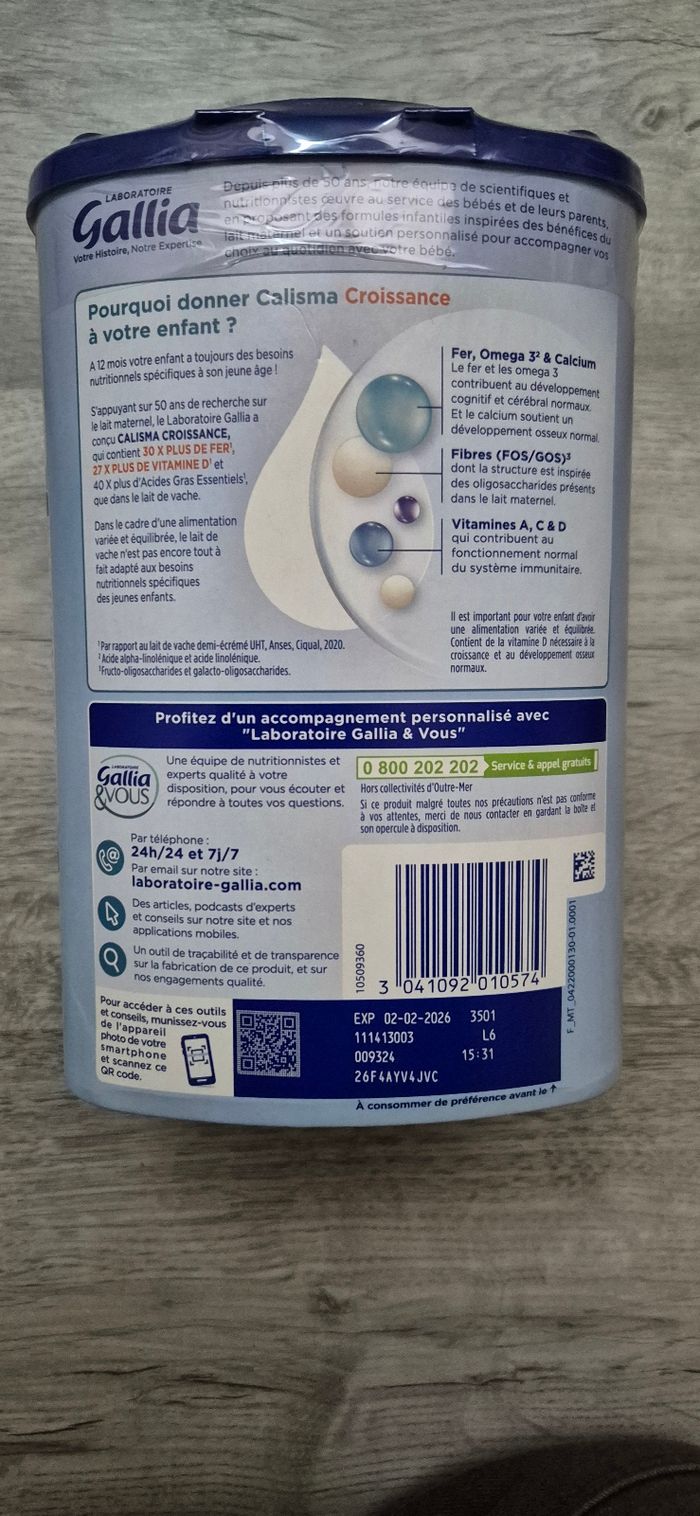 LABORATOIRE
Gallia
Votre Histoire, Notre Expertise
Depuis plus de 50 ans, notre équipe de scientifiques et
nutritionnistes œuvre au service des bébés et de leurs parents,
en proposant des formules infantiles inspirées des bénéfices du
lait maternel et un soutien personnalisé pour accompagner vos
choix au quotidien avec votre bébé.
Pourquoi donner Calisma Croissance
à votre enfant ?
A 12 mois votre enfant a toujours des besoins
nutritionnels spécifiques à son jeune âge !
S'appuyant sur 50 ans de recherche sur
le lait maternel, le Laboratoire Gallia a
conçu CALISMA CROISSANCE,
qui contient 30 X PLUS DE FER¹,
27 X PLUS DE VITAMINE D¹ et
40 X plus d'Acides Gras Essentiels¹,
que dans le lait de vache.
Dans le cadre d'une alimentation
variée et équilibrée, le lait de
vache n'est pas encore tout à
fait adapté aux besoins
nutritionnels spécifiques
des jeunes enfants.
Fer, Omega 3² & Calcium
Le fer et les omega 3
contribuent au développement
cognitif et cérébral normaux.
Et le calcium soutient un
développement osseux normal.
Fibres (FOS/GOS)³
dont la structure est inspirée
des oligosaccharides présents
dans le lait maternel.
Vitamines A, C & D
qui contribuent au
fonctionnement normal
du système immunitaire.
Il est important pour votre enfant d'avoir
une alimentation variée et équilibrée.
Contient de la vitamine D nécessaire à la
croissance et au développement osseux
normaux.
¹Par rapport au lait de vache demi-écrémé UHT, Anses, Ciqual, 2020.
²Acide alpha-linolénique et acide linolénique.
³Fructo-oligosaccharides et galacto-oligosaccharides.
Profitez d'un accompagnement personnalisé avec
"Laboratoire Gallia & Vous"
LABORATOIRE
Gallia
&VOUS
Une équipe de nutritionnistes et
experts qualité à votre
disposition, pour vous écouter et
répondre à toutes vos questions.
0 800 202 202 Service & appel gratuits
Hors collectivités d'Outre-Mer
Si ce produit malgré toutes nos précautions n'est pas conforme
à vos attentes, merci de nous contacter en gardant la boîte et
son opercule à disposition.
Par téléphone :
24h/24 et 7j/7
Par email sur notre site :
laboratoire-gallia.com
Des articles, podcasts d'experts
et conseils sur notre site et nos
applications mobiles.
Un outil de traçabilité et de transparence
sur la fabrication de ce produit, et sur
nos engagements qualité.
Pour accéder à ces outils
et conseils, munissez-vous
de l'appareil
photo de votre
smartphone
et scannez ce
QR code.
10509360
3 041092 010574
F_MT_0422000130-01.0001
EXP 02-02-2026 3501
111413003 L6
009324 15:31
26F4AYV4JVC
À consommer de préférence avant le